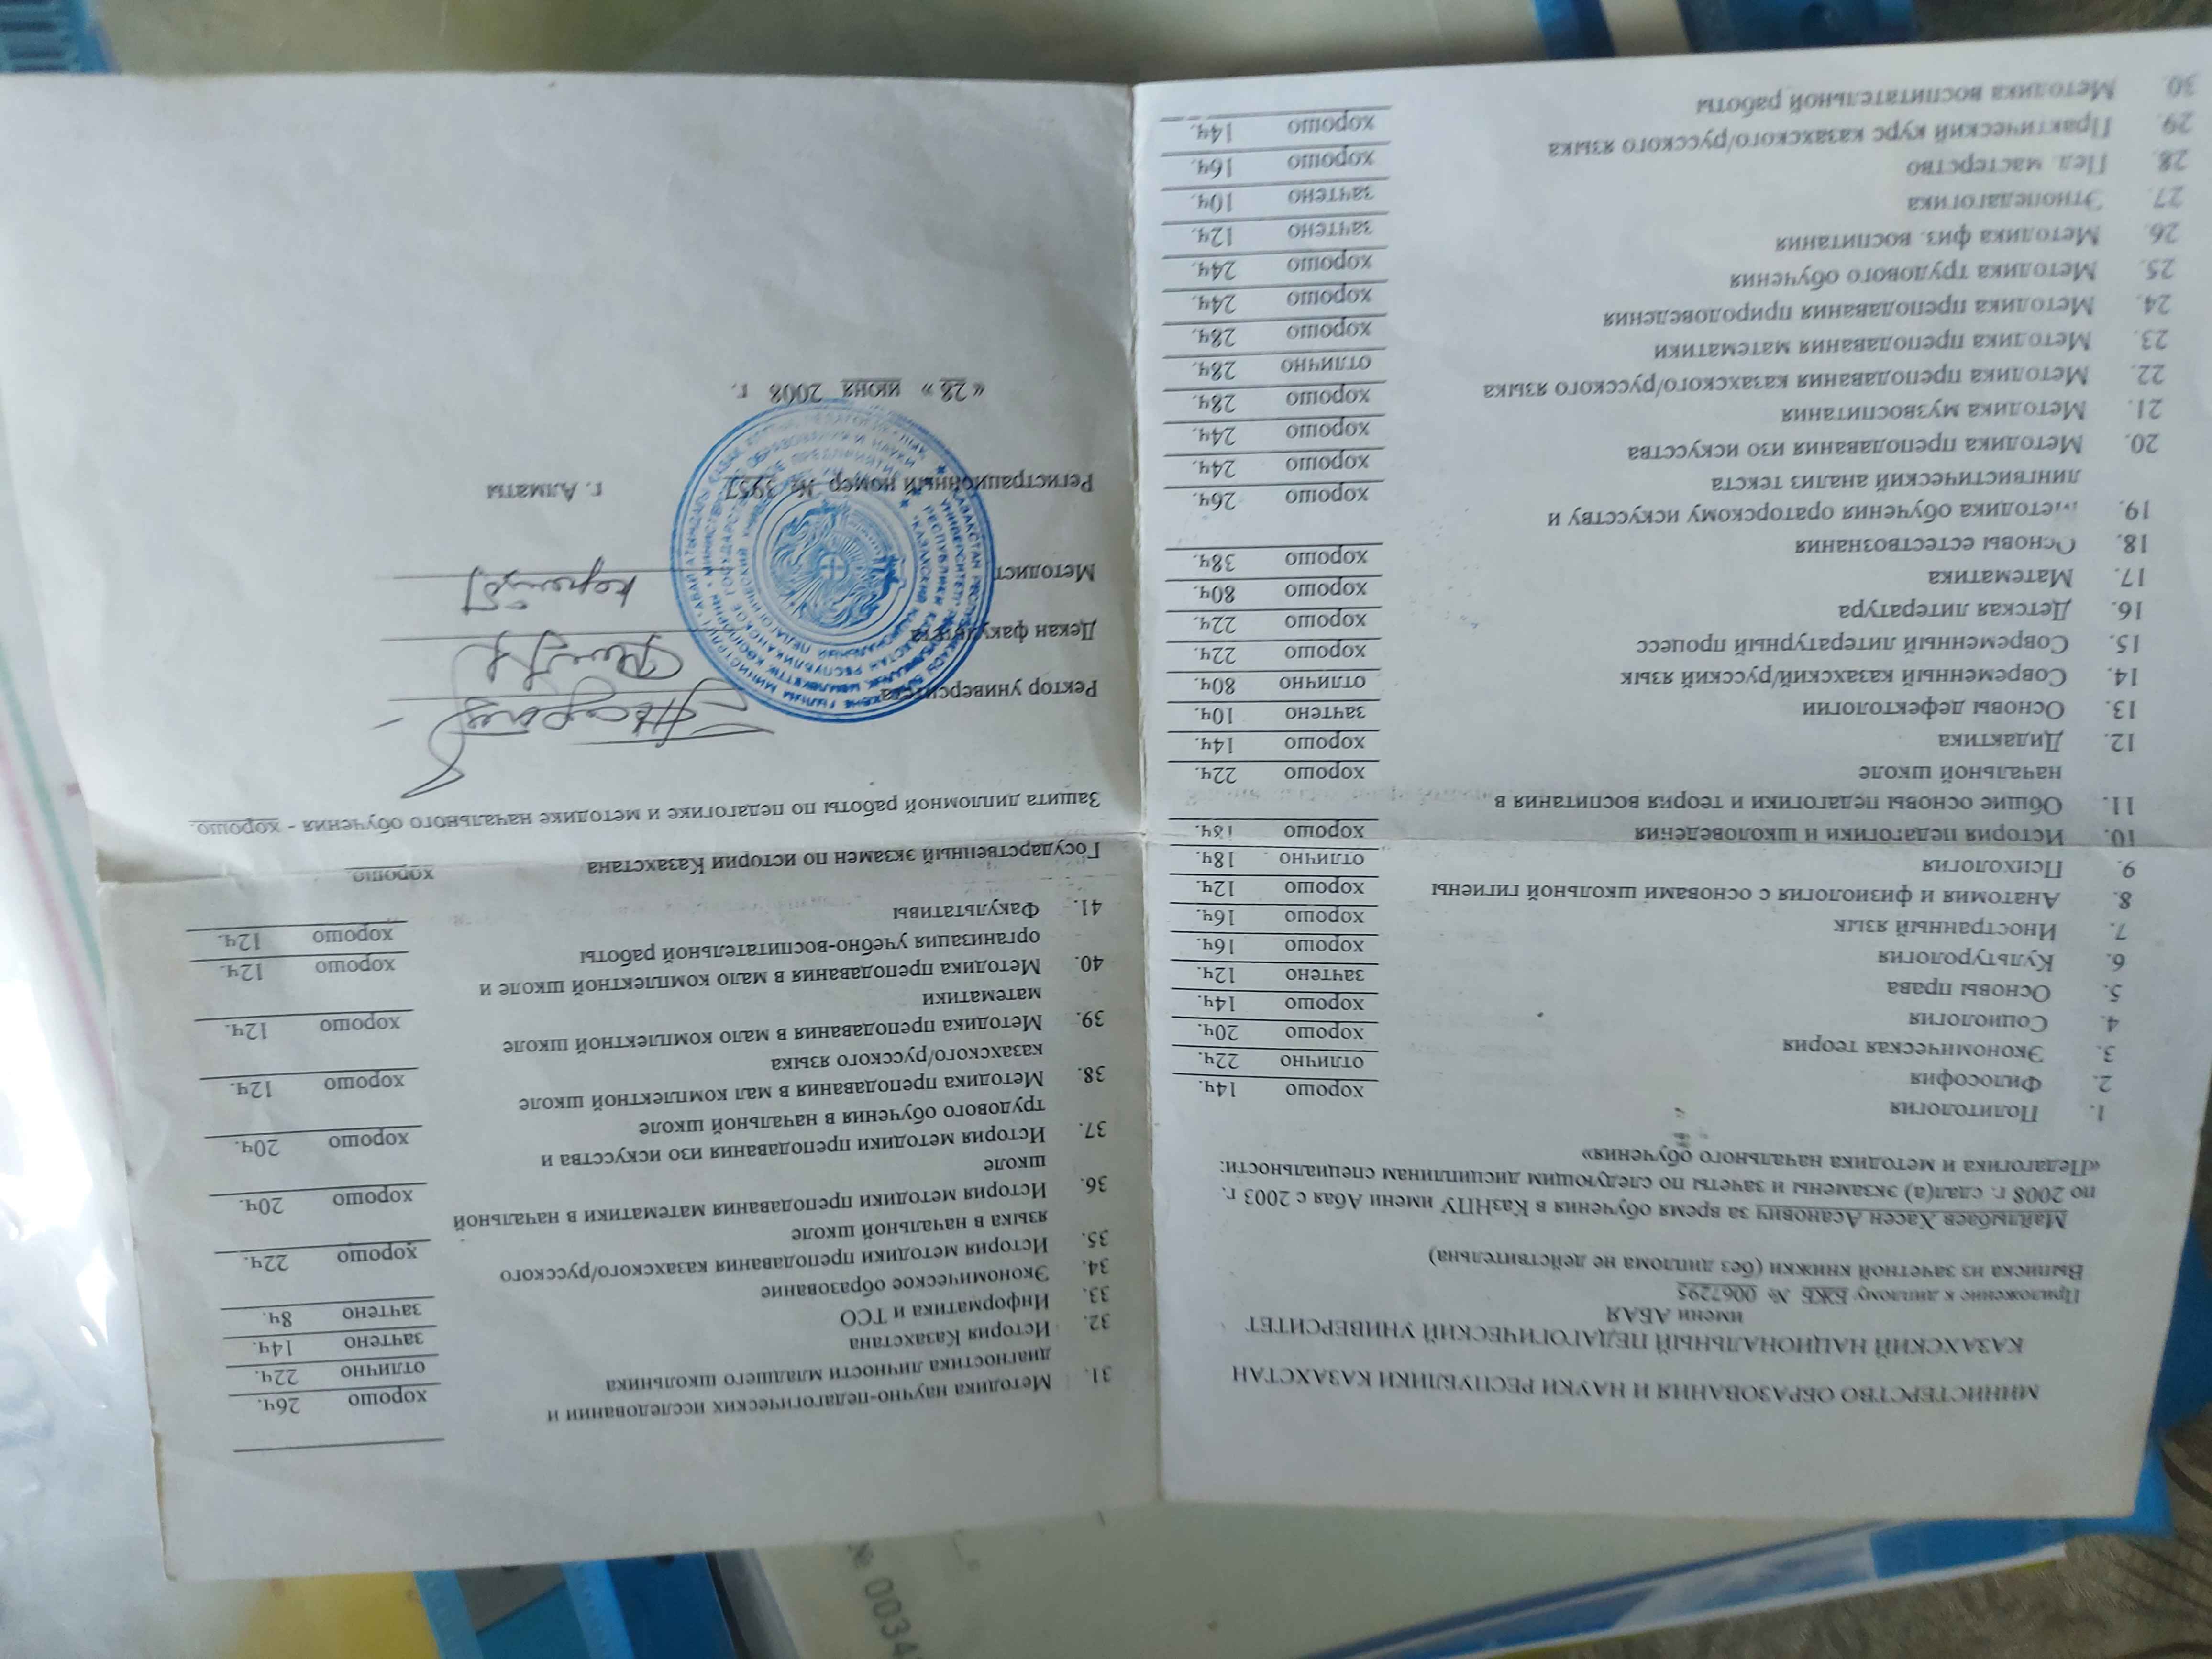 МИНИСТЕРСТВО ОБРАЗОВАНИЯ И НАУКИ РЕСПУБЛИКИ КАЗАХСТАН
КАЗАХСКИЙ НАЦИОНАЛЬНЫЙ ПЕДАГОГИЧЕСКИЙ УНИВЕРСИТЕТ
имени АБАЯ
Приложение к диплому БЖБ № 0067295
Выписка из зачетной книжки (без диплома не действительна)
Майлыбаев Хасен Асанович за время обучения в КазНПУ имени Абая с 2003 г.
по 2008 г. сдал(а) экзамены и зачеты по следующим дисциплинам специальности:
«Педагогика и методика начального обучения»
1. Политология хорошо 14ч.
2. Философия отлично 22ч.
3. Экономическая теория хорошо 20ч.
4. Социология хорошо 14ч.
5. Основы права зачтено 12ч.
6. Культурология хорошо 16ч.
7. Иностранный язык хорошо 16ч.
8. Анатомия и физиология с основами школьной гигиены хорошо 12ч.
9. Психология отлично 18ч.
10. История педагогики и школоведения хорошо 18ч.
11. Общие основы педагогики и теория воспитания в
начальной школе хорошо 22ч.
12. Дидактика хорошо 14ч.
13. Основы дефектологии зачтено 10ч.
14. Современный казахский/русский язык отлично 80ч.
15. Современный литературный процесс хорошо 22ч.
16. Детская литература хорошо 22ч.
17. Математика хорошо 80ч.
18. Основы естествознания хорошо 38ч.
19. Методика обучения ораторскому искусству и
лингвистический анализ текста хорошо 26ч.
20. Методика преподавания изо искусства хорошо 24ч.
21. Методика музвоспитания хорошо 24ч.
22. Методика преподавания казахского/русского языка хорошо 28ч.
23. Методика преподавания математики отлично 28ч.
24. Методика преподавания природоведения хорошо 28ч.
25. Методика трудового обучения хорошо 24ч.
26. Методика физ. воспитания хорошо 24ч.
27. Этнопедагогика зачтено 12ч.
28. Пед. мастерство зачтено 10ч.
29. Практический курс казахского/русского языка хорошо 16ч.
30. Методика воспитательной работы хорошо 14ч.
31. Методика научно-педагогических исследовании и
диагностика личности младшего школьника хорошо 26ч.
32. История Казахстана отлично 22ч.
33. Информатика и ТСО зачтено 14ч.
34. Экономическое образование зачтено 8ч.
35. История методики преподавания казахского/русского
языка в начальной школе хорошо 22ч.
36. История методики преподавания математики в начальной
школе хорошо 20ч.
37. История методики преподавания изо искусства и
трудового обучения в начальной школе хорошо 20ч.
38. Методика преподавания в мал комплектной школе
казахского/русского языка хорошо 12ч.
39. Методика преподавания в мало комплектной школе
математики хорошо 12ч.
40. Методика преподавания в мало комплектной школе и
организация учебно-воспитательной работы хорошо 12ч.
41. Факультативы хорошо 12ч.
Государственный экзамен по истории Казахстана хорошо
Защита дипломной работы по педагогике и методике начального обучения - хорошо.
Ректор университета
Декан факультета
Методист
Регистрационный номер № 3957 г. Алматы
« 28 » июня 2008 г.
№ 0034